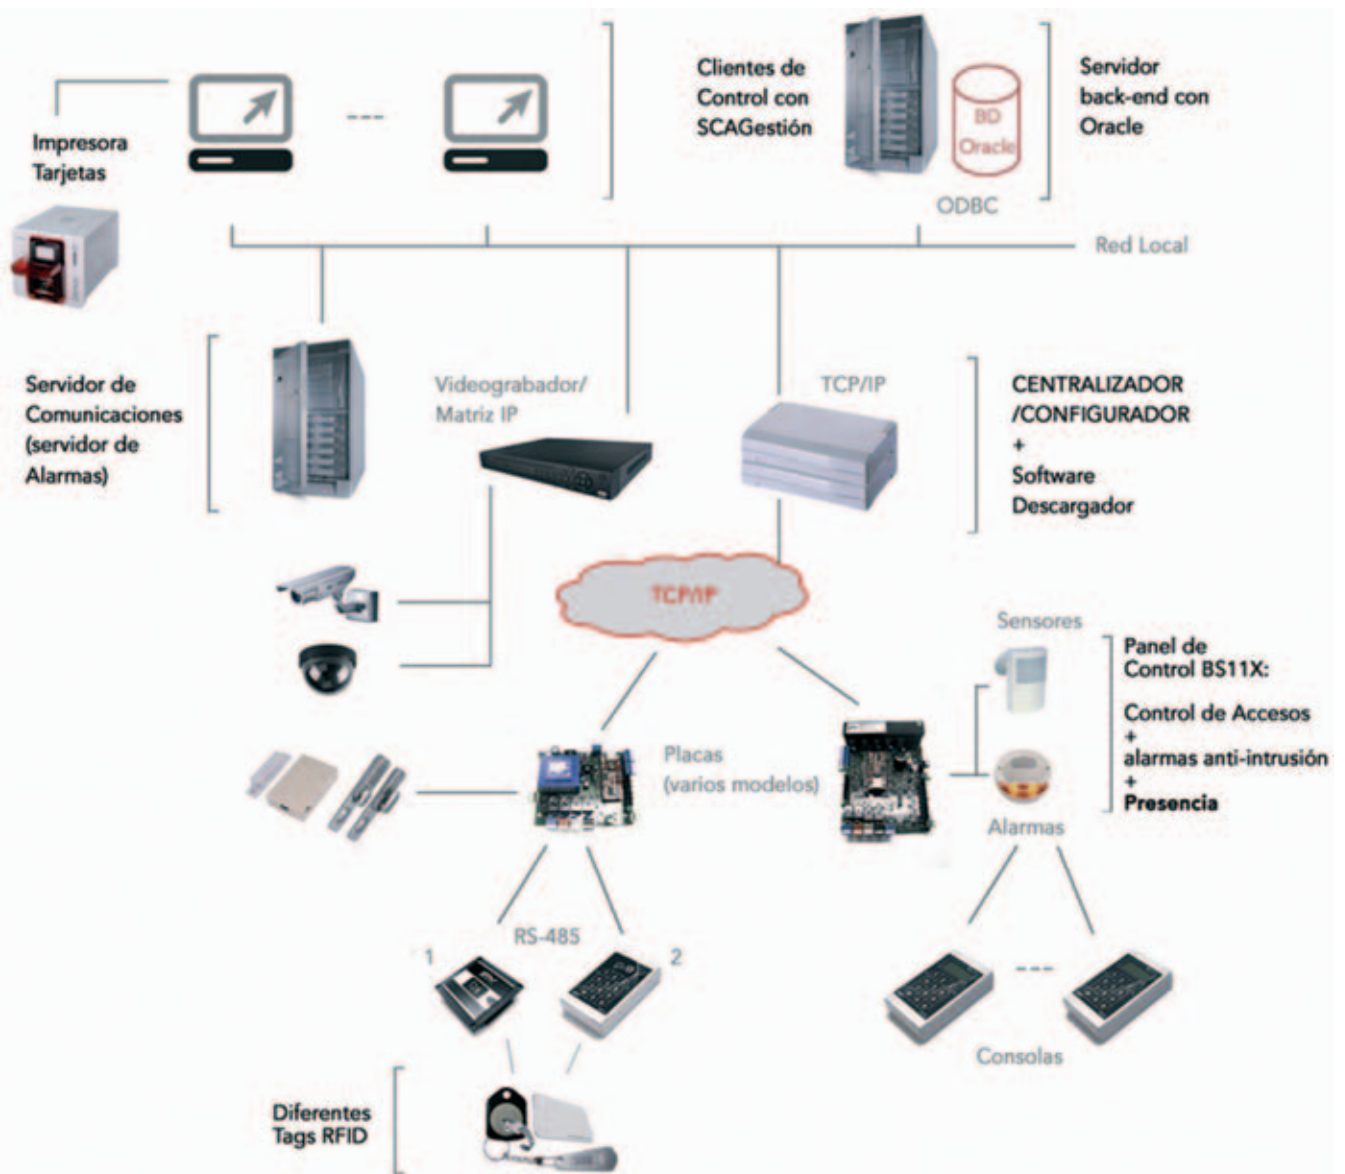 Clientes de
Control con
SCAGestión
BD
Oracle
Servidor
back-end con
Oracle
ODBC
Impresora
Tarjetas
Red Local
Servidor de
Comunicaciones
(servidor de
Alarmas)
Videograbador/
Matriz IP
TCP/IP
CENTRALIZADOR
/CONFIGURADOR
+
Software
Descargador
TCP/IP
Sensores
Panel de
Control BS11X:
Control de Accesos
+
alarmas anti-intrusión
+
Presencia
Placas
(varios modelos)
Alarmas
RS-485
1
2
Consolas
Diferentes
Tags RFID